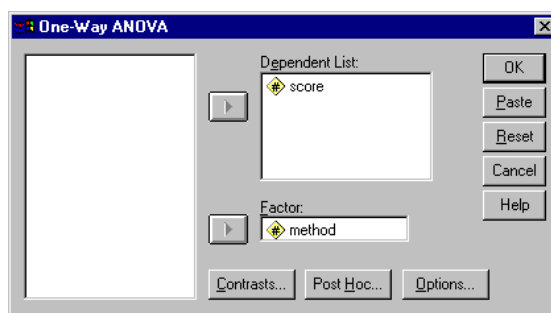 One-Way ANOVA
Dependent List:
score
Factor:
method
OK
Paste
Reset
Cancel
Help
Contrasts... Post Hoc... Options...